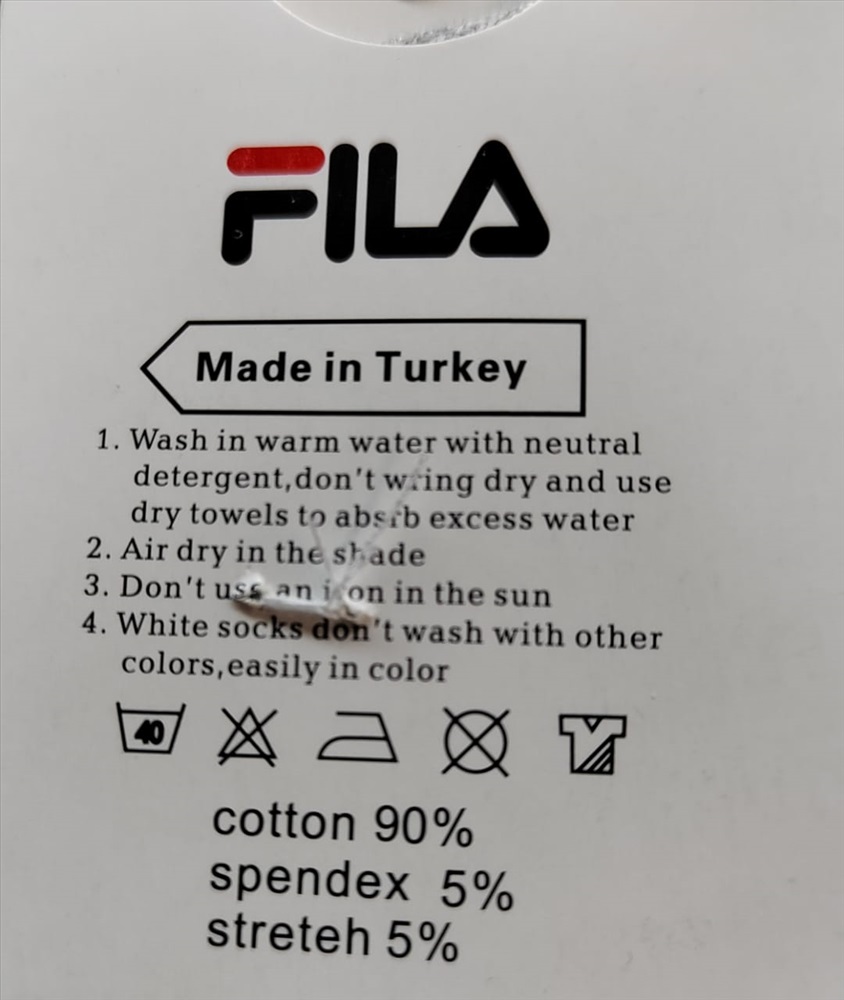 FILA
Made in Turkey
1. Wash in warm water with neutral
detergent,don't wring dry and use
dry towels to absrb excess water
2. Air dry in the shade
3. Don't use an iron in the sun
4. White socks don't wash with other
colors,easily in color
40
cotton 90%
spendex 5%
streteh 5%